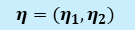 η = (η₁, η₂)